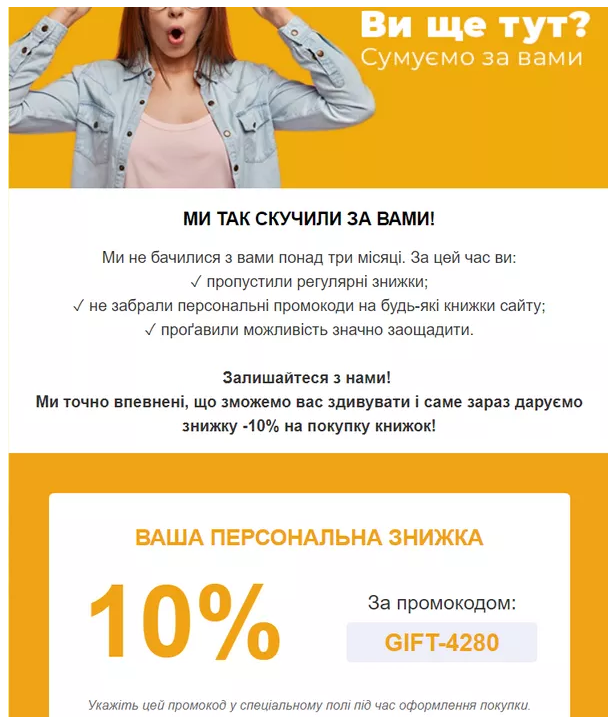 Ви ще тут?
Сумуємо за вами
МИ ТАК СКУЧИЛИ ЗА ВАМИ!
Ми не бачилися з вами понад три місяці. За цей час ви:
✓ пропустили регулярні знижки;
✓ не забрали персональні промокоди на будь-які книжки сайту;
✓ проґавили можливість значно заощадити.
Залишайтеся з нами!
Ми точно впевнені, що зможемо вас здивувати і саме зараз даруємо
знижку -10% на покупку книжок!
ВАША ПЕРСОНАЛЬНА ЗНИЖКА
10%
За промокодом:
GIFT-4280
Укажіть цей промокод у спеціальному полі під час оформлення покупки.